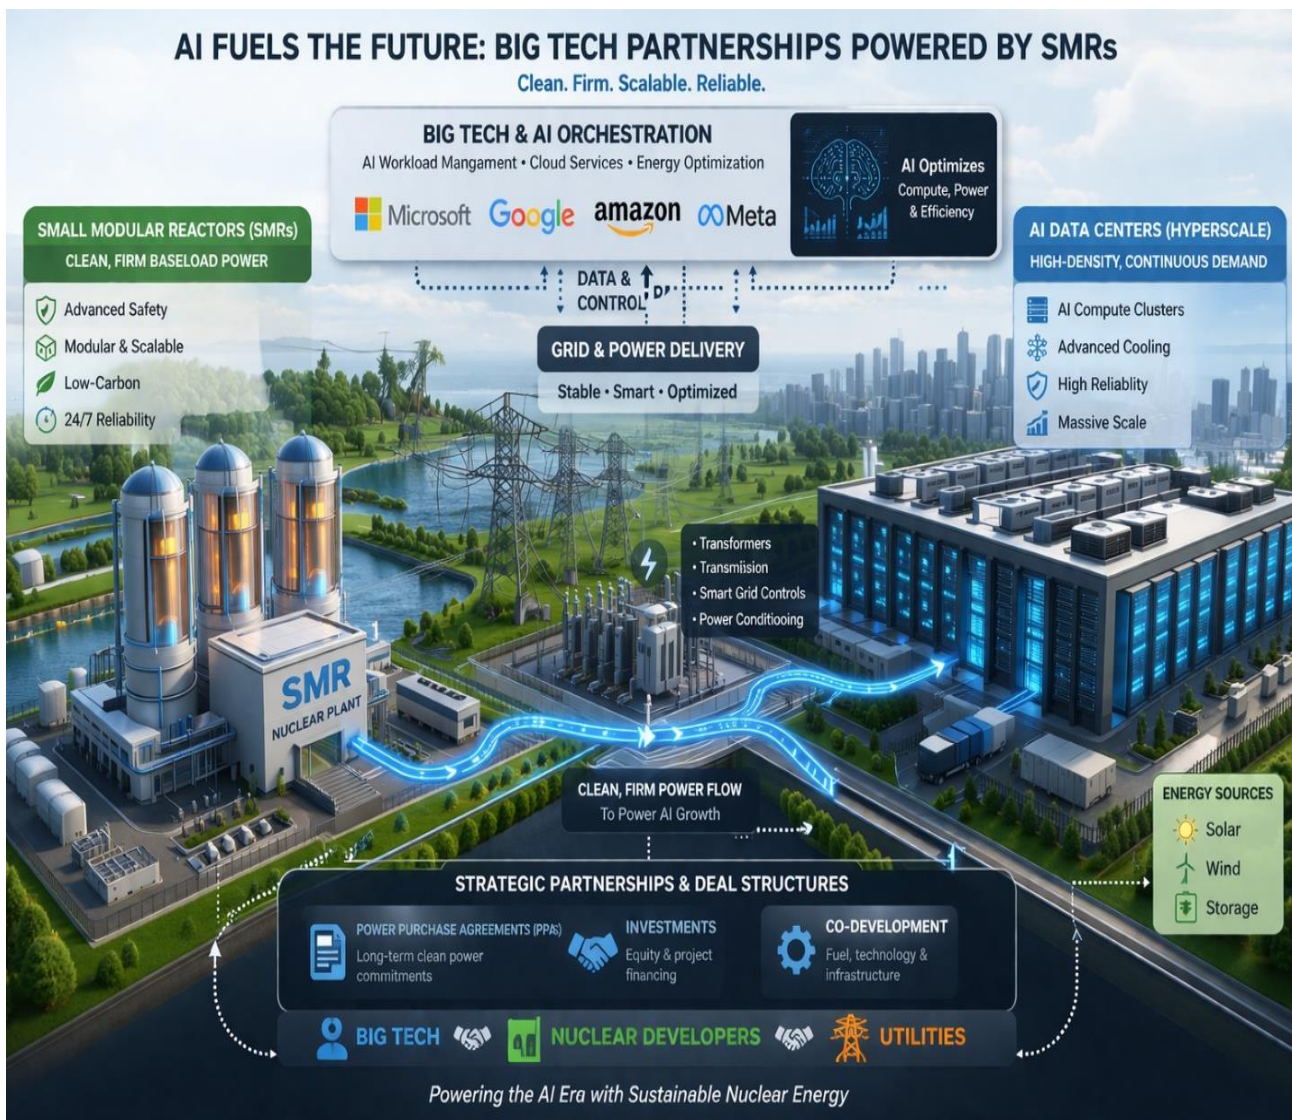 AI FUELS THE FUTURE: BIG TECH PARTNERSHIPS POWERED BY SMRs
Clean. Firm. Scalable. Reliable.
BIG TECH & AI ORCHESTRATION
AI Workload Mangament • Cloud Services • Energy Optimization
Microsoft
Google
amazon
Meta
AI Optimizes
Compute, Power
& Efficiency
SMALL MODULAR REACTORS (SMRs)
CLEAN, FIRM BASELOAD POWER
Advanced Safety
Modular & Scalable
Low-Carbon
24/7 Reliability
DATA &
CONTROL
GRID & POWER DELIVERY
Stable • Smart • Optimized
AI DATA CENTERS (HYPERSCALE)
HIGH-DENSITY, CONTINUOUS DEMAND
AI Compute Clusters
Advanced Cooling
High Reliablity
Massive Scale
• Transformers
• Transmission
• Smart Grid Controls
• Power Conditiooing
SMR
NUCLEAR PLANT
CLEAN, FIRM POWER FLOW
To Power AI Growth
ENERGY SOURCES
Solar
Wind
Storage
STRATEGIC PARTNERSHIPS & DEAL STRUCTURES
POWER PURCHASE AGREEMENTS (PPAs)
Long-term clean power
commitments
INVESTMENTS
Equity & project
financing
CO-DEVELOPMENT
Fuel, technology &
infrastructure
BIG TECH
NUCLEAR DEVELOPERS
UTILITIES
Powering the AI Era with Sustainable Nuclear Energy